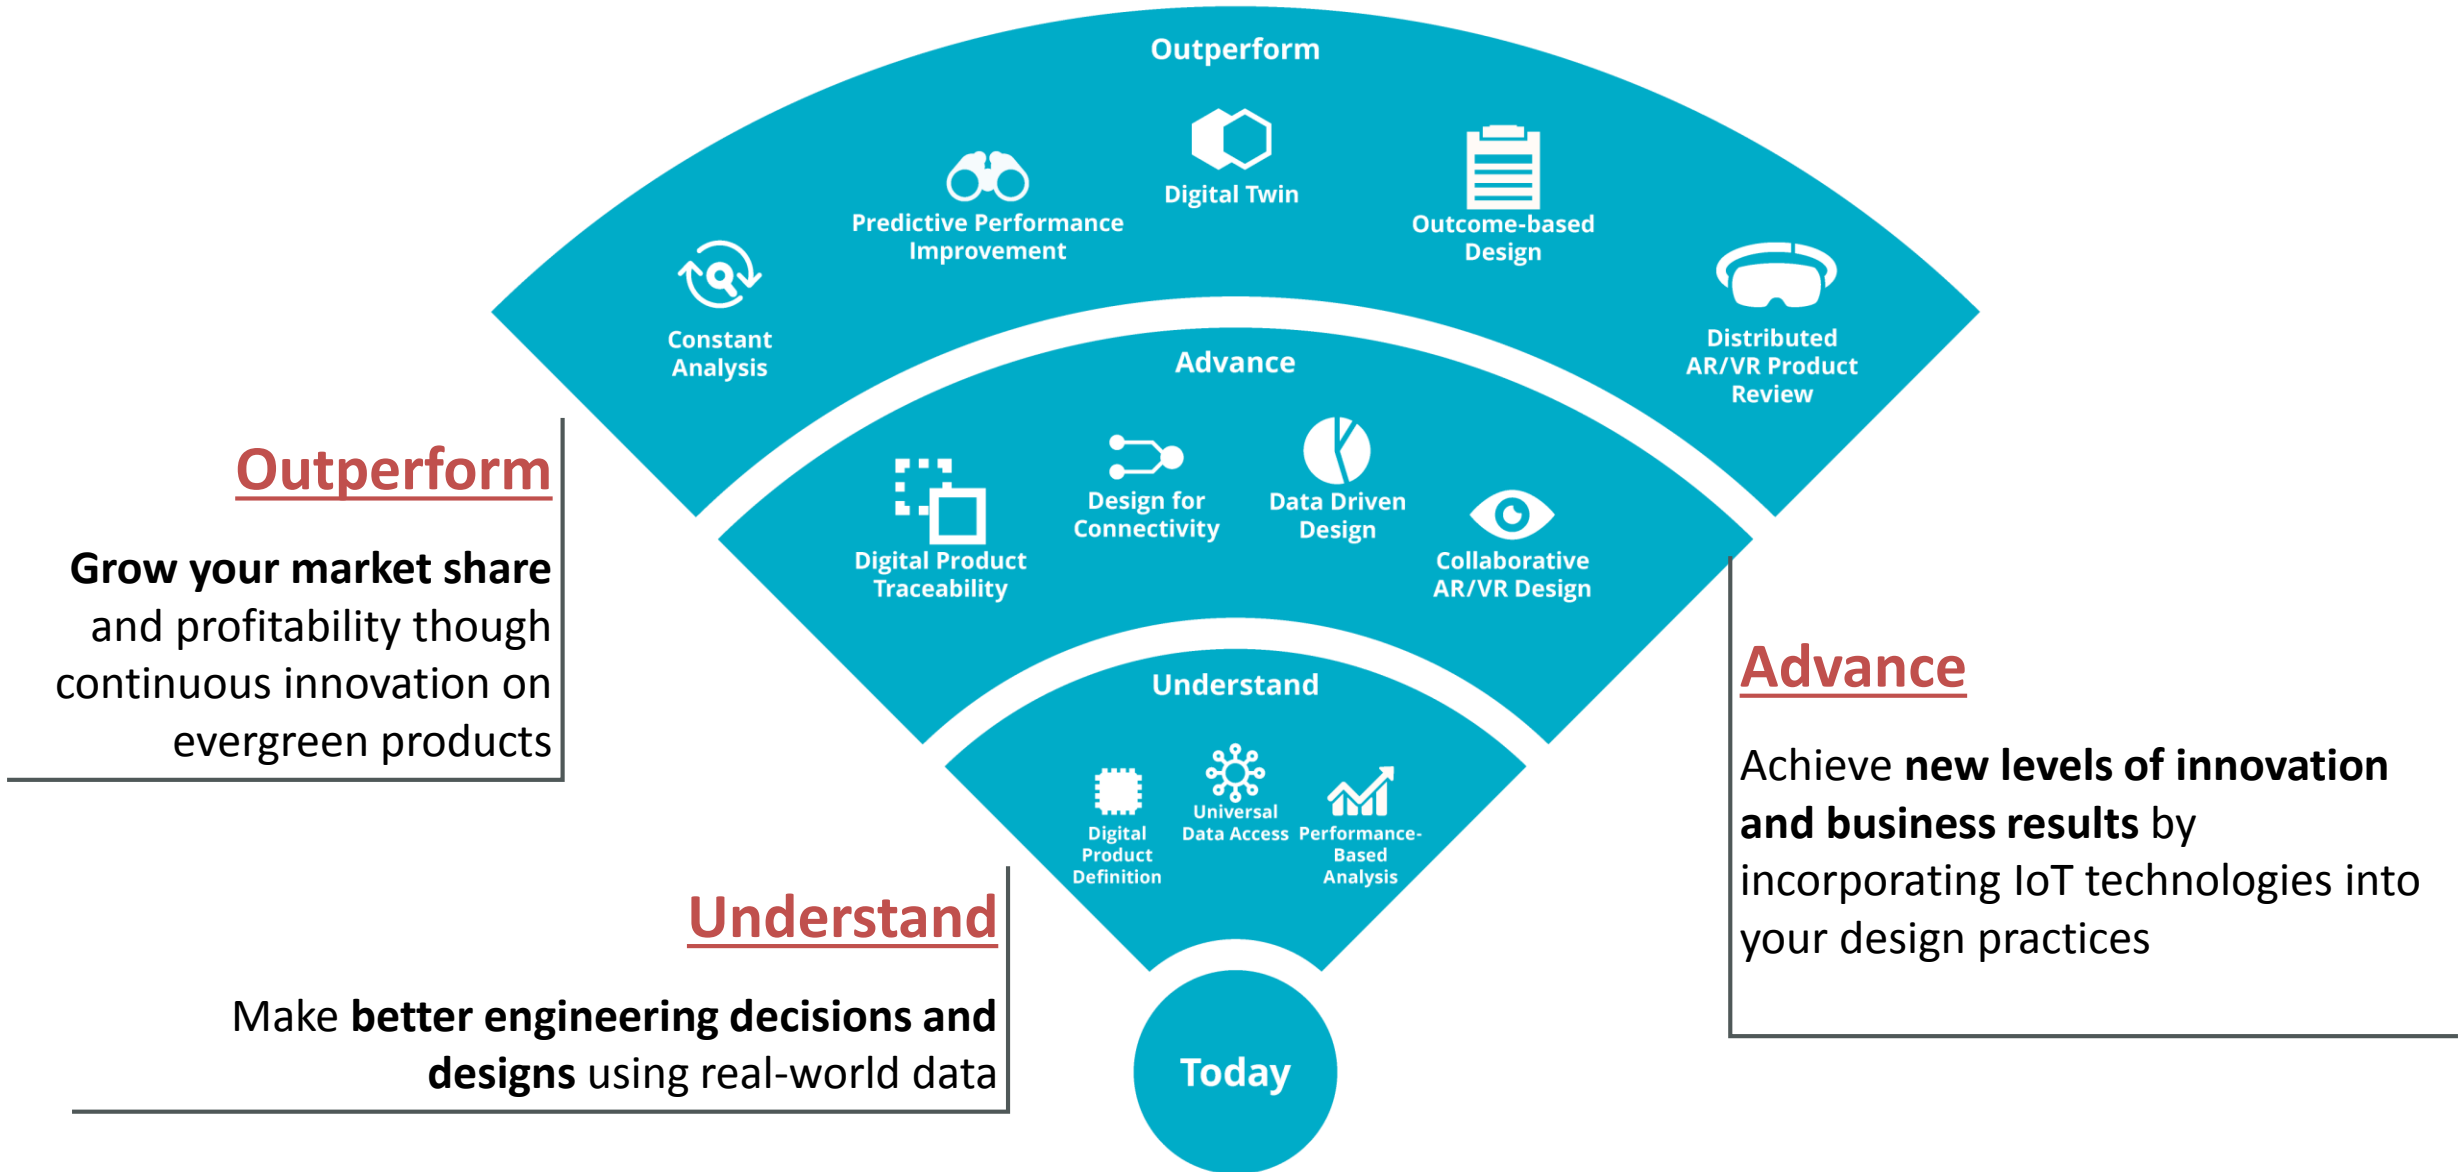 Outperform
Digital Twin
Predictive Performance
Improvement
Outcome-based
Design
Constant
Analysis
Distributed
AR/VR Product
Review
Advance
Digital Product
Traceability
Design for
Connectivity
Data Driven
Design
Collaborative
AR/VR Design
Understand
Digital
Product
Definition
Universal
Data Access
Performance-
Based
Analysis
Today
Outperform
Grow your market share
and profitability though
continuous innovation on
evergreen products
Understand
Make better engineering decisions and
designs using real-world data
Advance
Achieve new levels of innovation
and business results by
incorporating IoT technologies into
your design practices